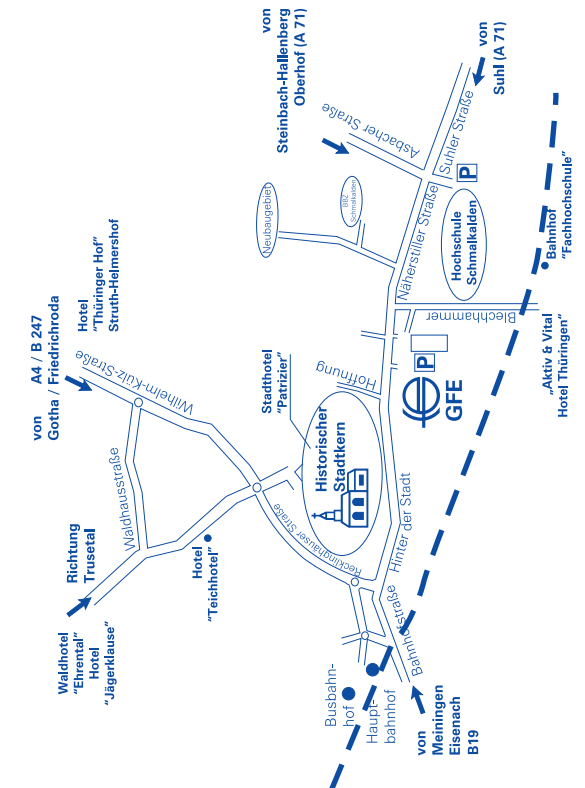 von
Steinbach-Hallenberg
Oberhof (A 71)
von
Suhl (A 71)
Asbacher Straße
Suhler Straße
P
Neubaugebiet
BBZ
Schmalkalden
Näherstiller Straße
Hochschule
Schmalkalden
Bahnhof
"Fachhochschule"
Blechhammer
„Aktiv & Vital
Hotel Thüringen"
von A4 / B 247
Gotha / Friedrichroda
Hotel
"Thüringer Hof"
Struth-Helmershof
Wilhelm-Külz-Straße
Stadthotel
"Patrizier"
Hoffnung
P
GFE
Historischer
Stadtkern
Waldhausstraße
Richtung
Trusetal
Hotel
"Teichhotel"
Recklinghäuser Straße
Hinter der Stadt
Waldhotel
"Ehrental"
Hotel
"Jägerklause"
Bahnhofstraße
Busbahn-
hof
Haupt-
bahnhof
von
Meiningen
Eisenach
B19